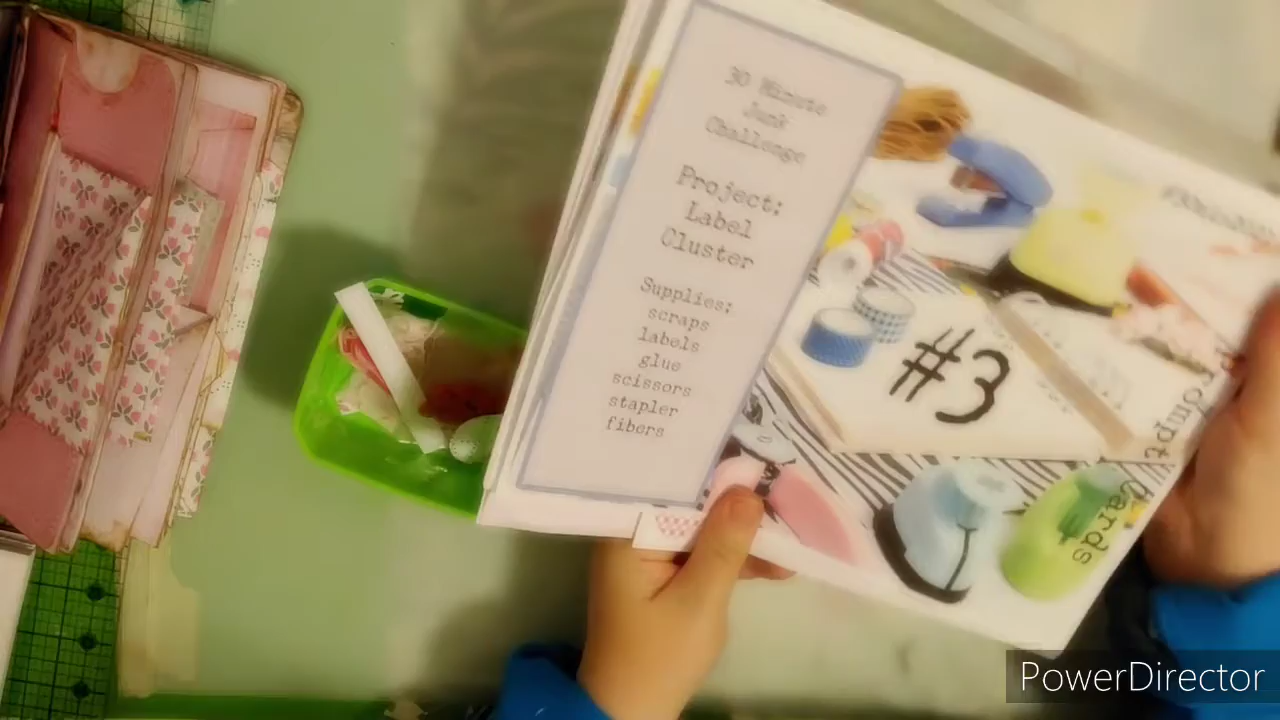 30 Minute
Junk
Challenge
Project:
Label
Cluster
Supplies:
scraps
labels
glue
scissors
stapler
fibers
#3
Prompt
Cards
PowerDirector